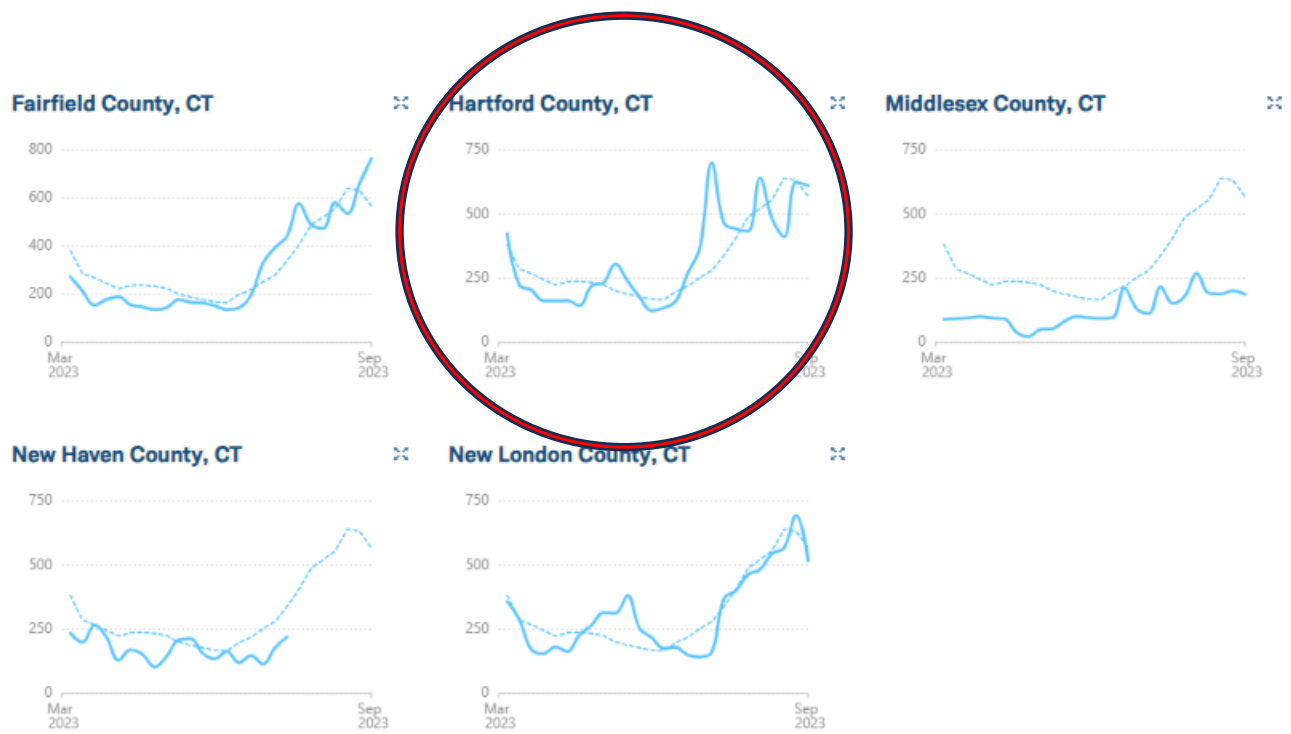 Fairfield County, CT
800
600
400
200
0
Mar
2023
Sep
2023
Hartford County, CT
750
500
250
0
Mar
2023
Sep
2023
Middlesex County, CT
750
500
250
0
Mar
2023
Sep
2023
New Haven County, CT
750
500
250
0
Mar
2023
Sep
2023
New London County, CT
750
500
250
0
Mar
2023
Sep
2023